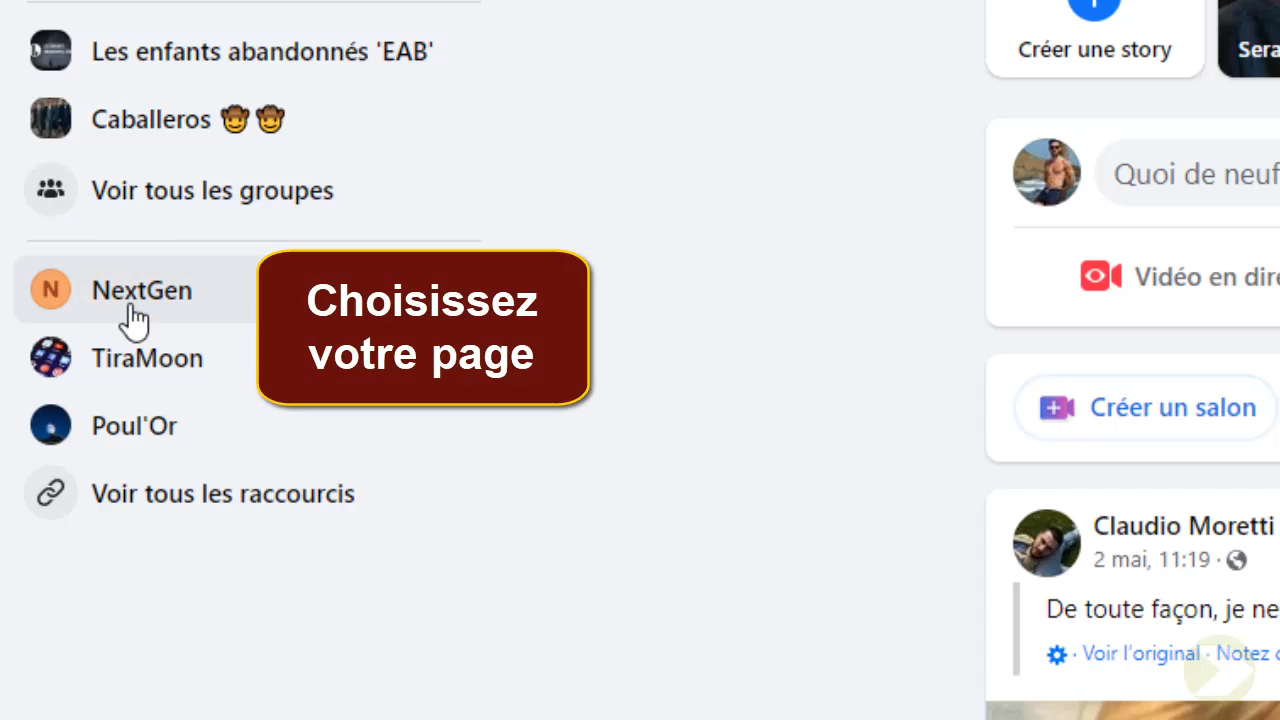 Les enfants abandonnés 'EAB'
Caballeros 🤠 🤠
Voir tous les groupes
N
NextGen
TiraMoon
Poul'Or
Voir tous les raccourcis
Choisissez
votre page
Créer une story
Sera
Quoi de neuf
Vidéo en dire
Créer un salon
Claudio Moretti
2 mai, 11:19 ·
De toute façon, je ne
· Voir l'original · Notez